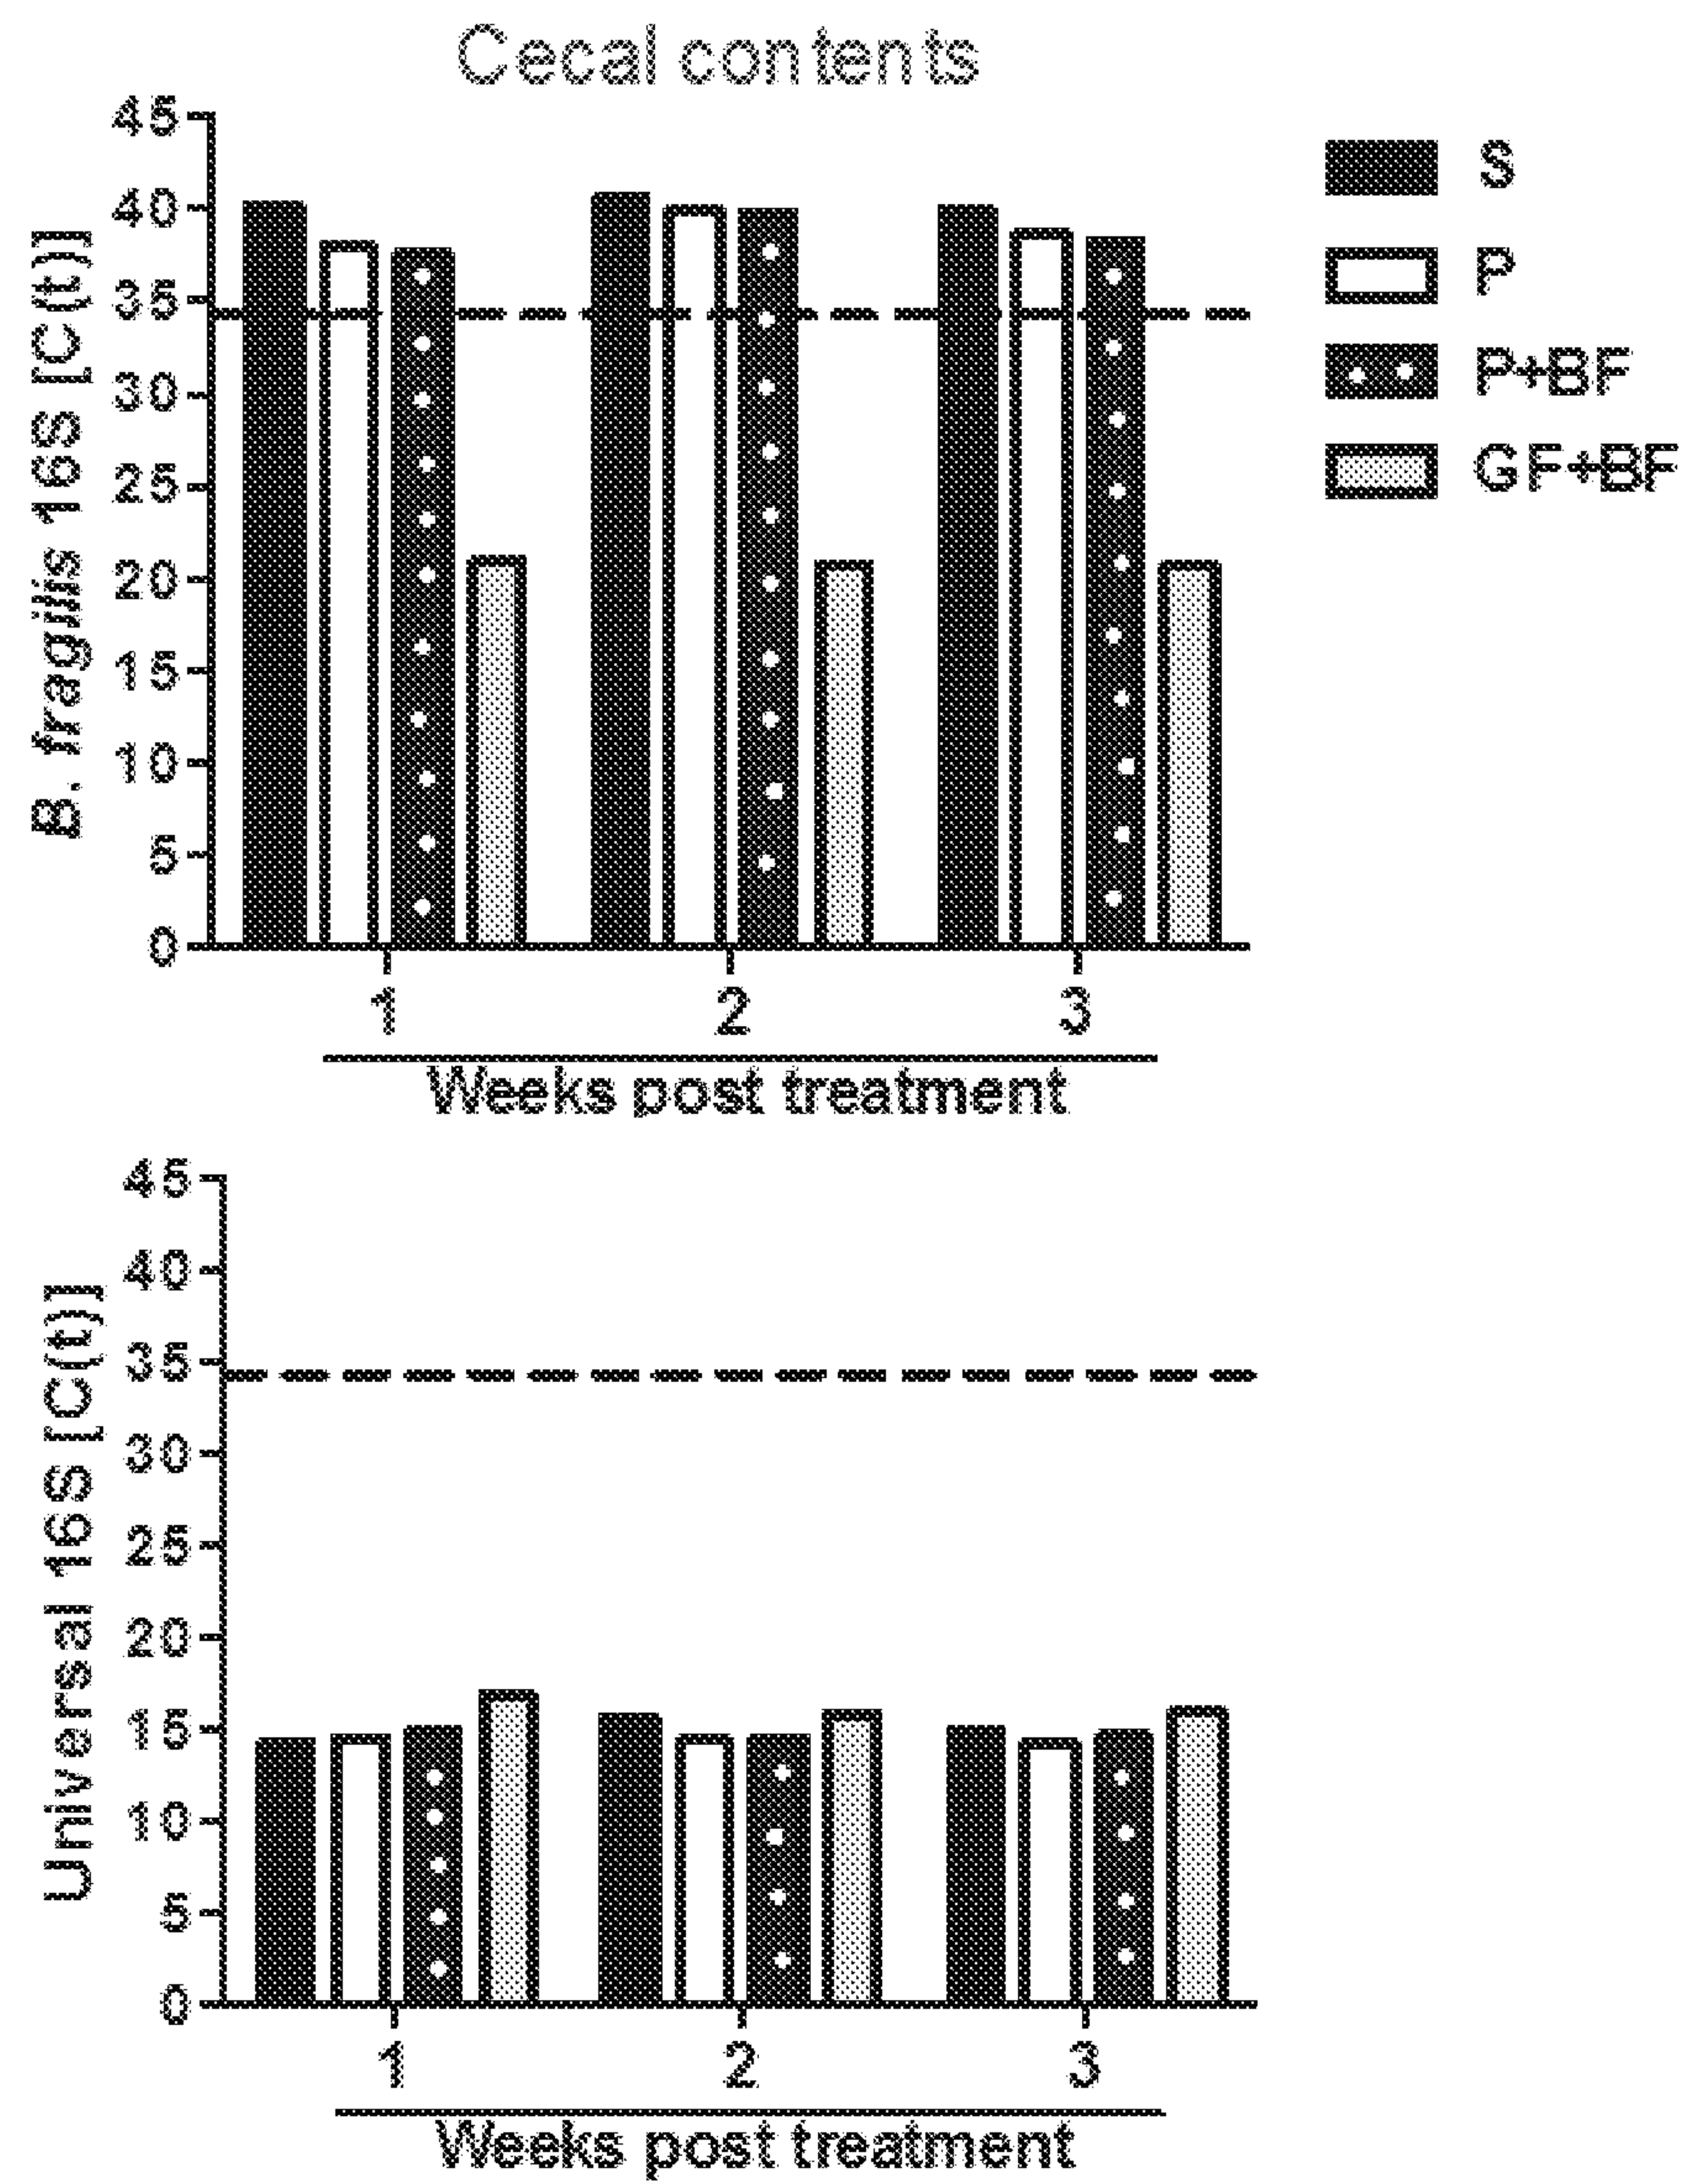 Cecal contents
B. fragilis 16S [C(t)]
45
40
35
30
25
20
15
10
5
0
1 2 3
Weeks post treatment
S
P
P+BF
GF+BF
Universal 16S [C(t)]
45
40
35
30
25
20
15
10
5
0
1 2 3
Weeks post treatment